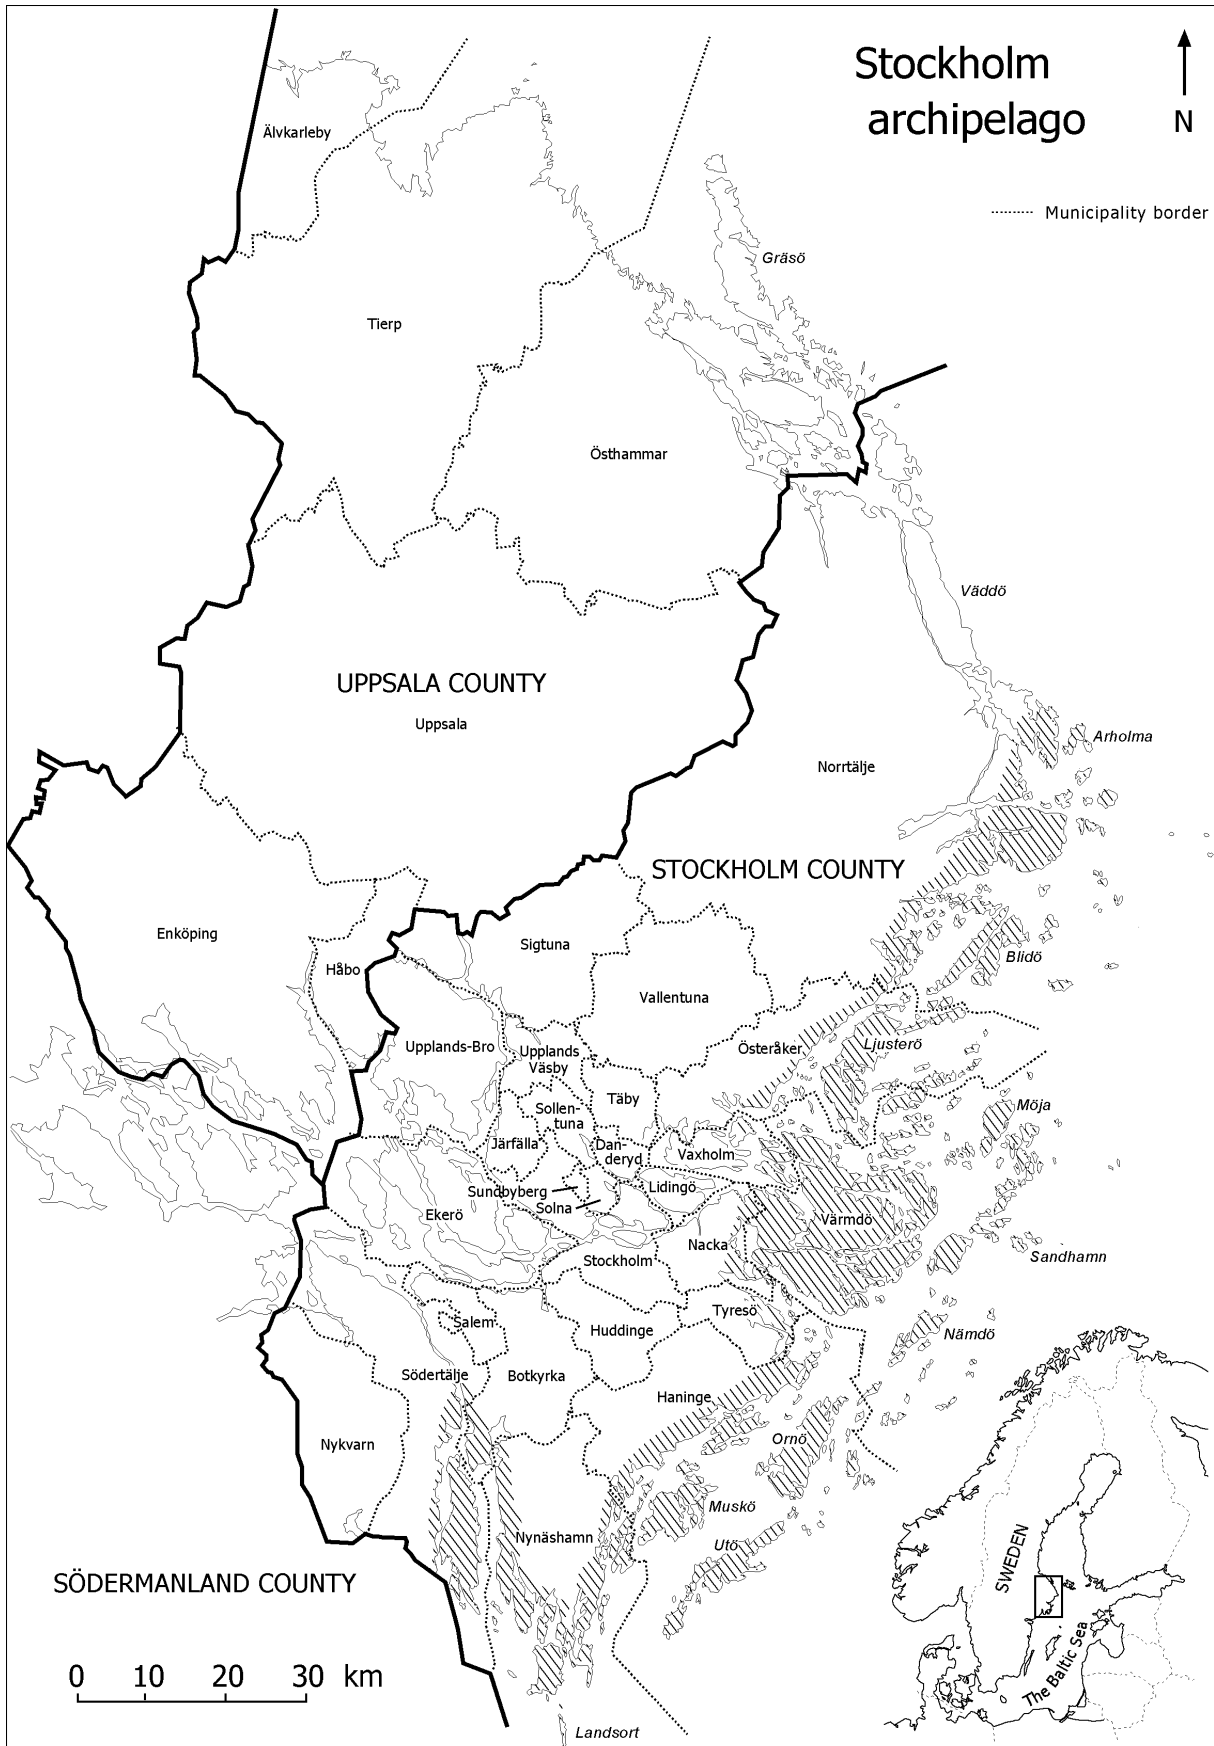 Stockholm
archipelago
N
Municipality border
Älvkarleby
Gräsö
Tierp
Östhammar
Väddö
UPPSALA COUNTY
Uppsala
Arholma
Norrtälje
STOCKHOLM COUNTY
Enköping
Sigtuna
Blidö
Håbo
Vallentuna
Upplands-Bro
Upplands
Väsby
Österåker
Ljusterö
Täby
Möja
Sollen-
tuna
Järfälla
Dan-
deryd
Vaxholm
Sundbyberg
Lidingö
Solna
Ekerö
Värmdö
Nacka
Sandhamn
Stockholm
Tyresö
Salem
Huddinge
Nämdö
Södertälje
Botkyrka
Haninge
Nykvarn
Ornö
Muskö
Nynäshamn
Utö
SÖDERMANLAND COUNTY
SWEDEN
The Baltic Sea
0 10 20 30 km
Landsort